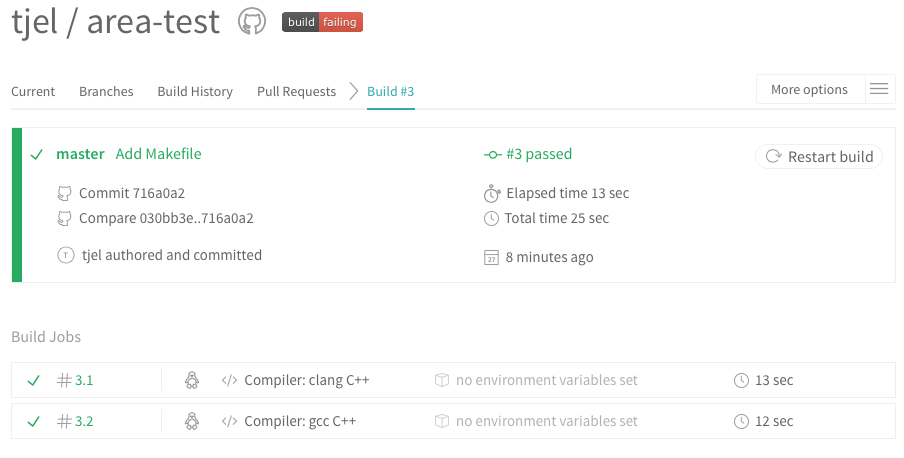 tjel / area-test build failing
Current Branches Build History Pull Requests Build #3 More options
master Add Makefile #3 passed Restart build
Commit 716a0a2 Elapsed time 13 sec
Compare 030bb3e..716a0a2 Total time 25 sec
T tjel authored and committed 27 8 minutes ago
Build Jobs
# 3.1 </> Compiler: clang C++ no environment variables set 13 sec
# 3.2 </> Compiler: gcc C++ no environment variables set 12 sec